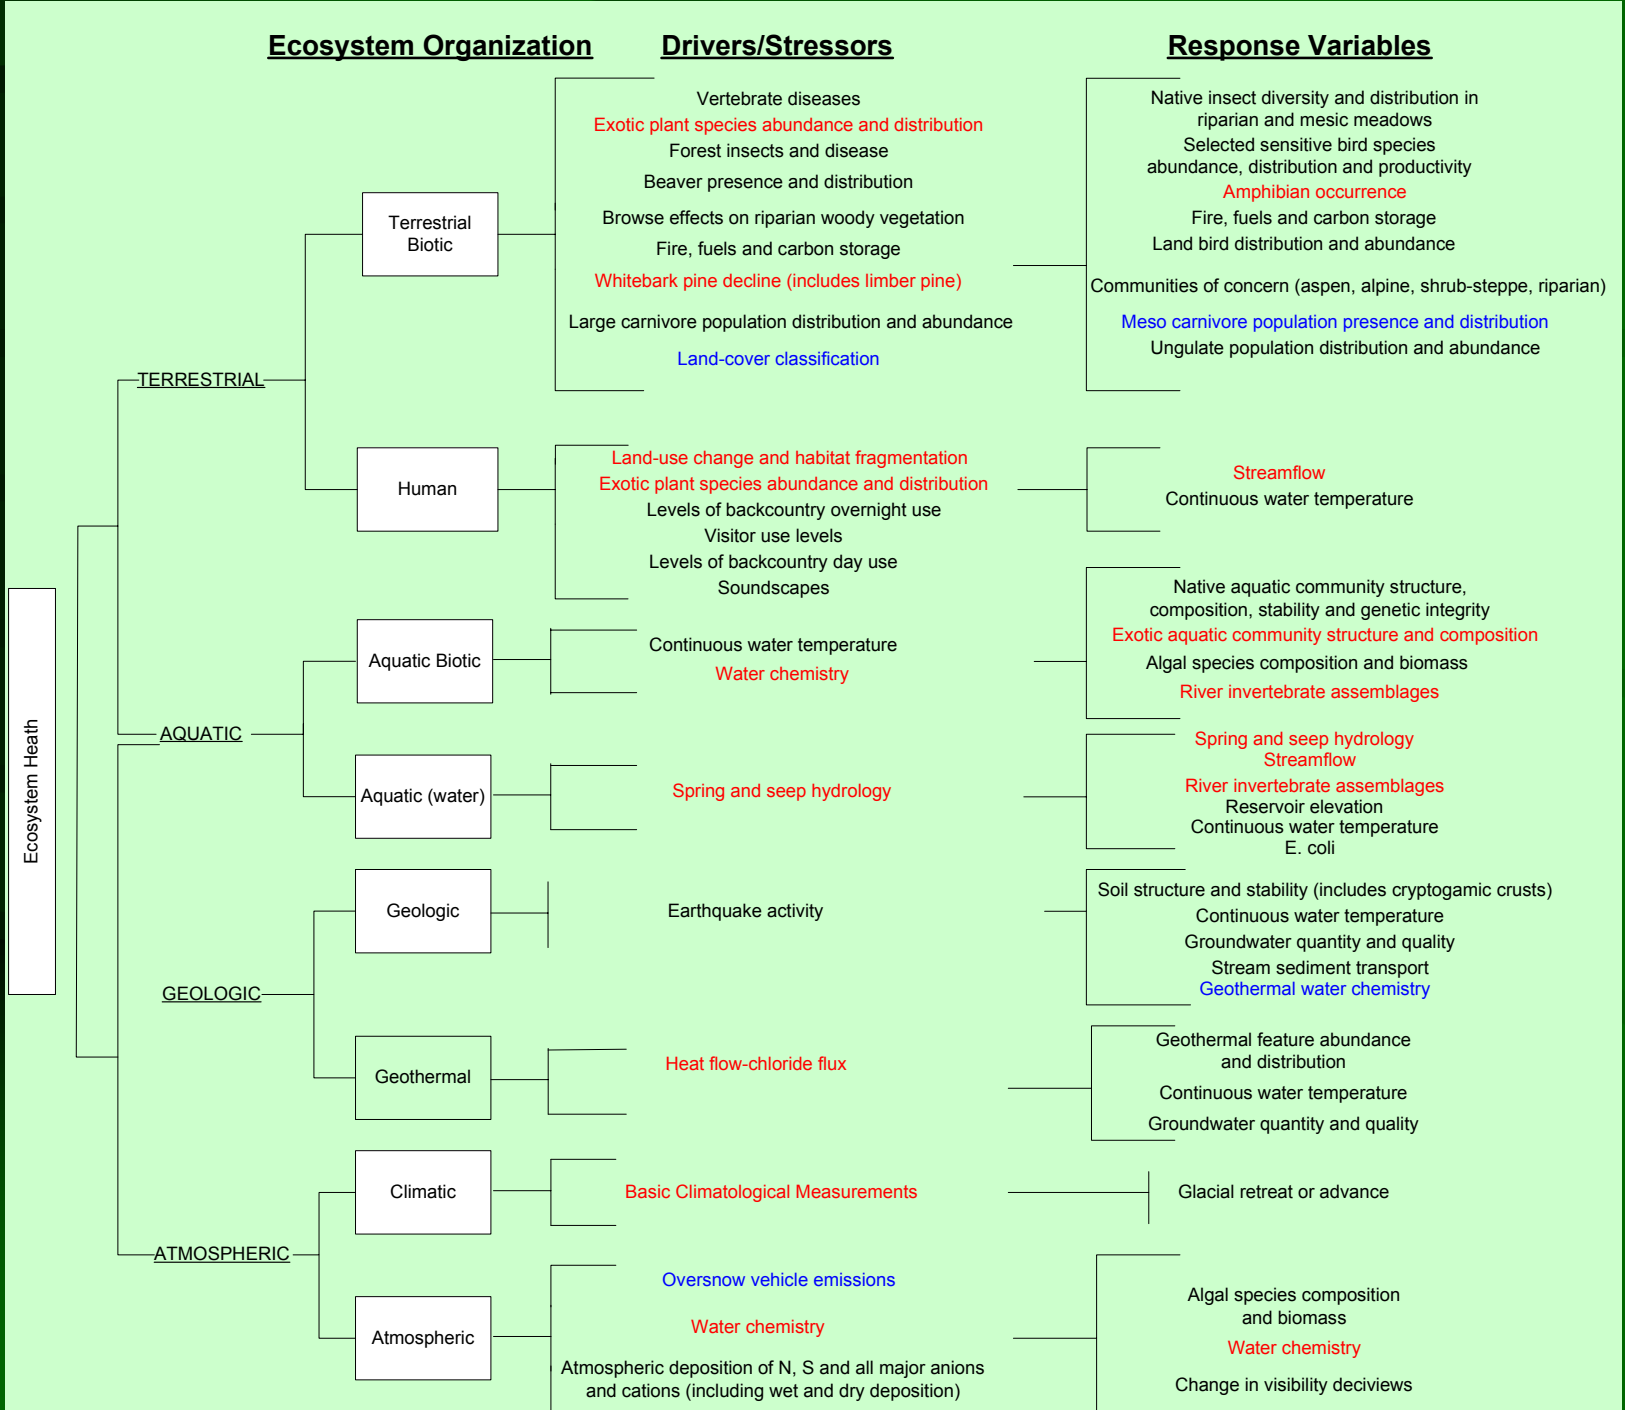 Ecosystem Organization
Drivers/Stressors
Response Variables
Ecosystem Heath
TERRESTRIAL
Terrestrial
Biotic
Vertebrate diseases
Exotic plant species abundance and distribution
Forest insects and disease
Beaver presence and distribution
Browse effects on riparian woody vegetation
Fire, fuels and carbon storage
Whitebark pine decline (includes limber pine)
Large carnivore population distribution and abundance
Land-cover classification
Native insect diversity and distribution in
riparian and mesic meadows
Selected sensitive bird species
abundance, distribution and productivity
Amphibian occurrence
Fire, fuels and carbon storage
Land bird distribution and abundance
Communities of concern (aspen, alpine, shrub-steppe, riparian)
Meso carnivore population presence and distribution
Ungulate population distribution and abundance
Human
Land-use change and habitat fragmentation
Exotic plant species abundance and distribution
Levels of backcountry overnight use
Visitor use levels
Levels of backcountry day use
Soundscapes
Streamflow
Continuous water temperature
AQUATIC
Aquatic Biotic
Continuous water temperature
Water chemistry
Native aquatic community structure,
composition, stability and genetic integrity
Exotic aquatic community structure and composition
Algal species composition and biomass
River invertebrate assemblages
Aquatic (water)
Spring and seep hydrology
Spring and seep hydrology
Streamflow
River invertebrate assemblages
Reservoir elevation
Continuous water temperature
E. coli
GEOLOGIC
Geologic
Earthquake activity
Soil structure and stability (includes cryptogamic crusts)
Continuous water temperature
Groundwater quantity and quality
Stream sediment transport
Geothermal water chemistry
Geothermal
Heat flow-chloride flux
Geothermal feature abundance
and distribution
Continuous water temperature
Groundwater quantity and quality
ATMOSPHERIC
Climatic
Basic Climatological Measurements
Glacial retreat or advance
Atmospheric
Oversnow vehicle emissions
Water chemistry
Atmospheric deposition of N, S and all major anions
and cations (including wet and dry deposition)
Algal species composition
and biomass
Water chemistry
Change in visibility deciviews